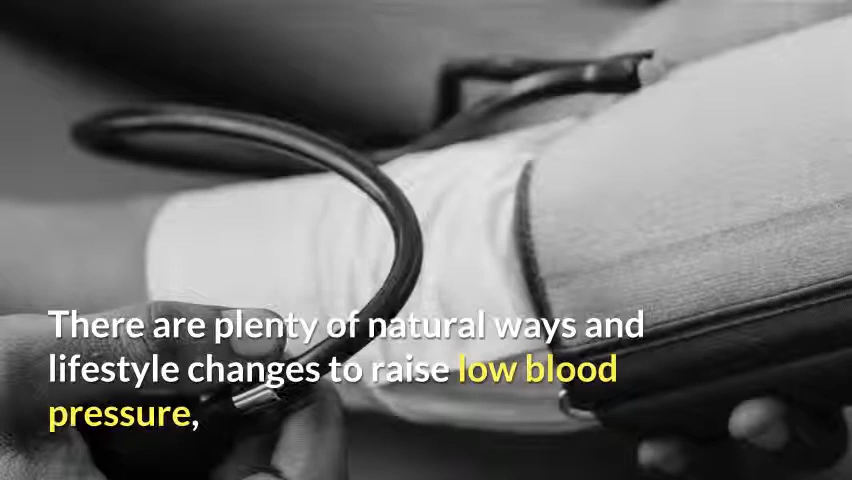 There are plenty of natural ways and
lifestyle changes to raise low blood
pressure,